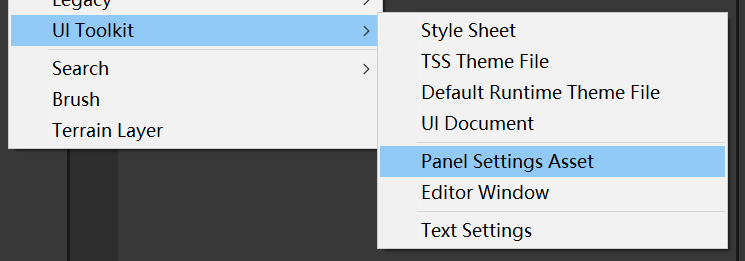 Legacy
UI Toolkit
Search
Brush
Terrain Layer
Style Sheet
TSS Theme File
Default Runtime Theme File
UI Document
Panel Settings Asset
Editor Window
Text Settings